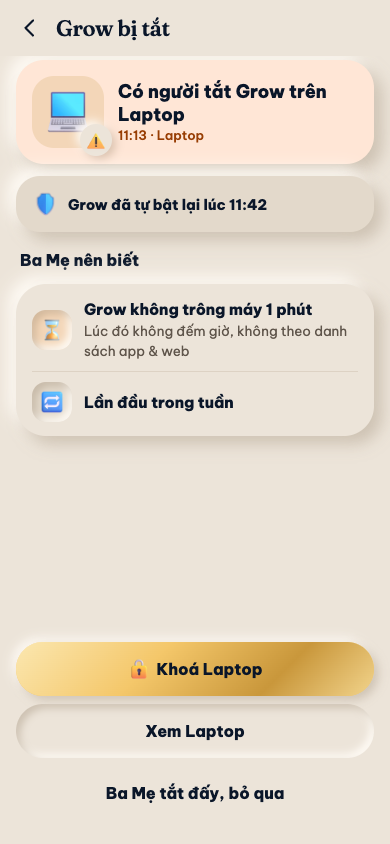 Grow bị tắt
Có người tắt Grow trên
Laptop
11:13 · Laptop
Grow đã tự bật lại lúc 11:42
Ba Mẹ nên biết
Grow không trông máy 1 phút
Lúc đó không đếm giờ, không theo danh
sách app & web
Lần đầu trong tuần
Khoá Laptop
Xem Laptop
Ba Mẹ tắt đấy, bỏ qua